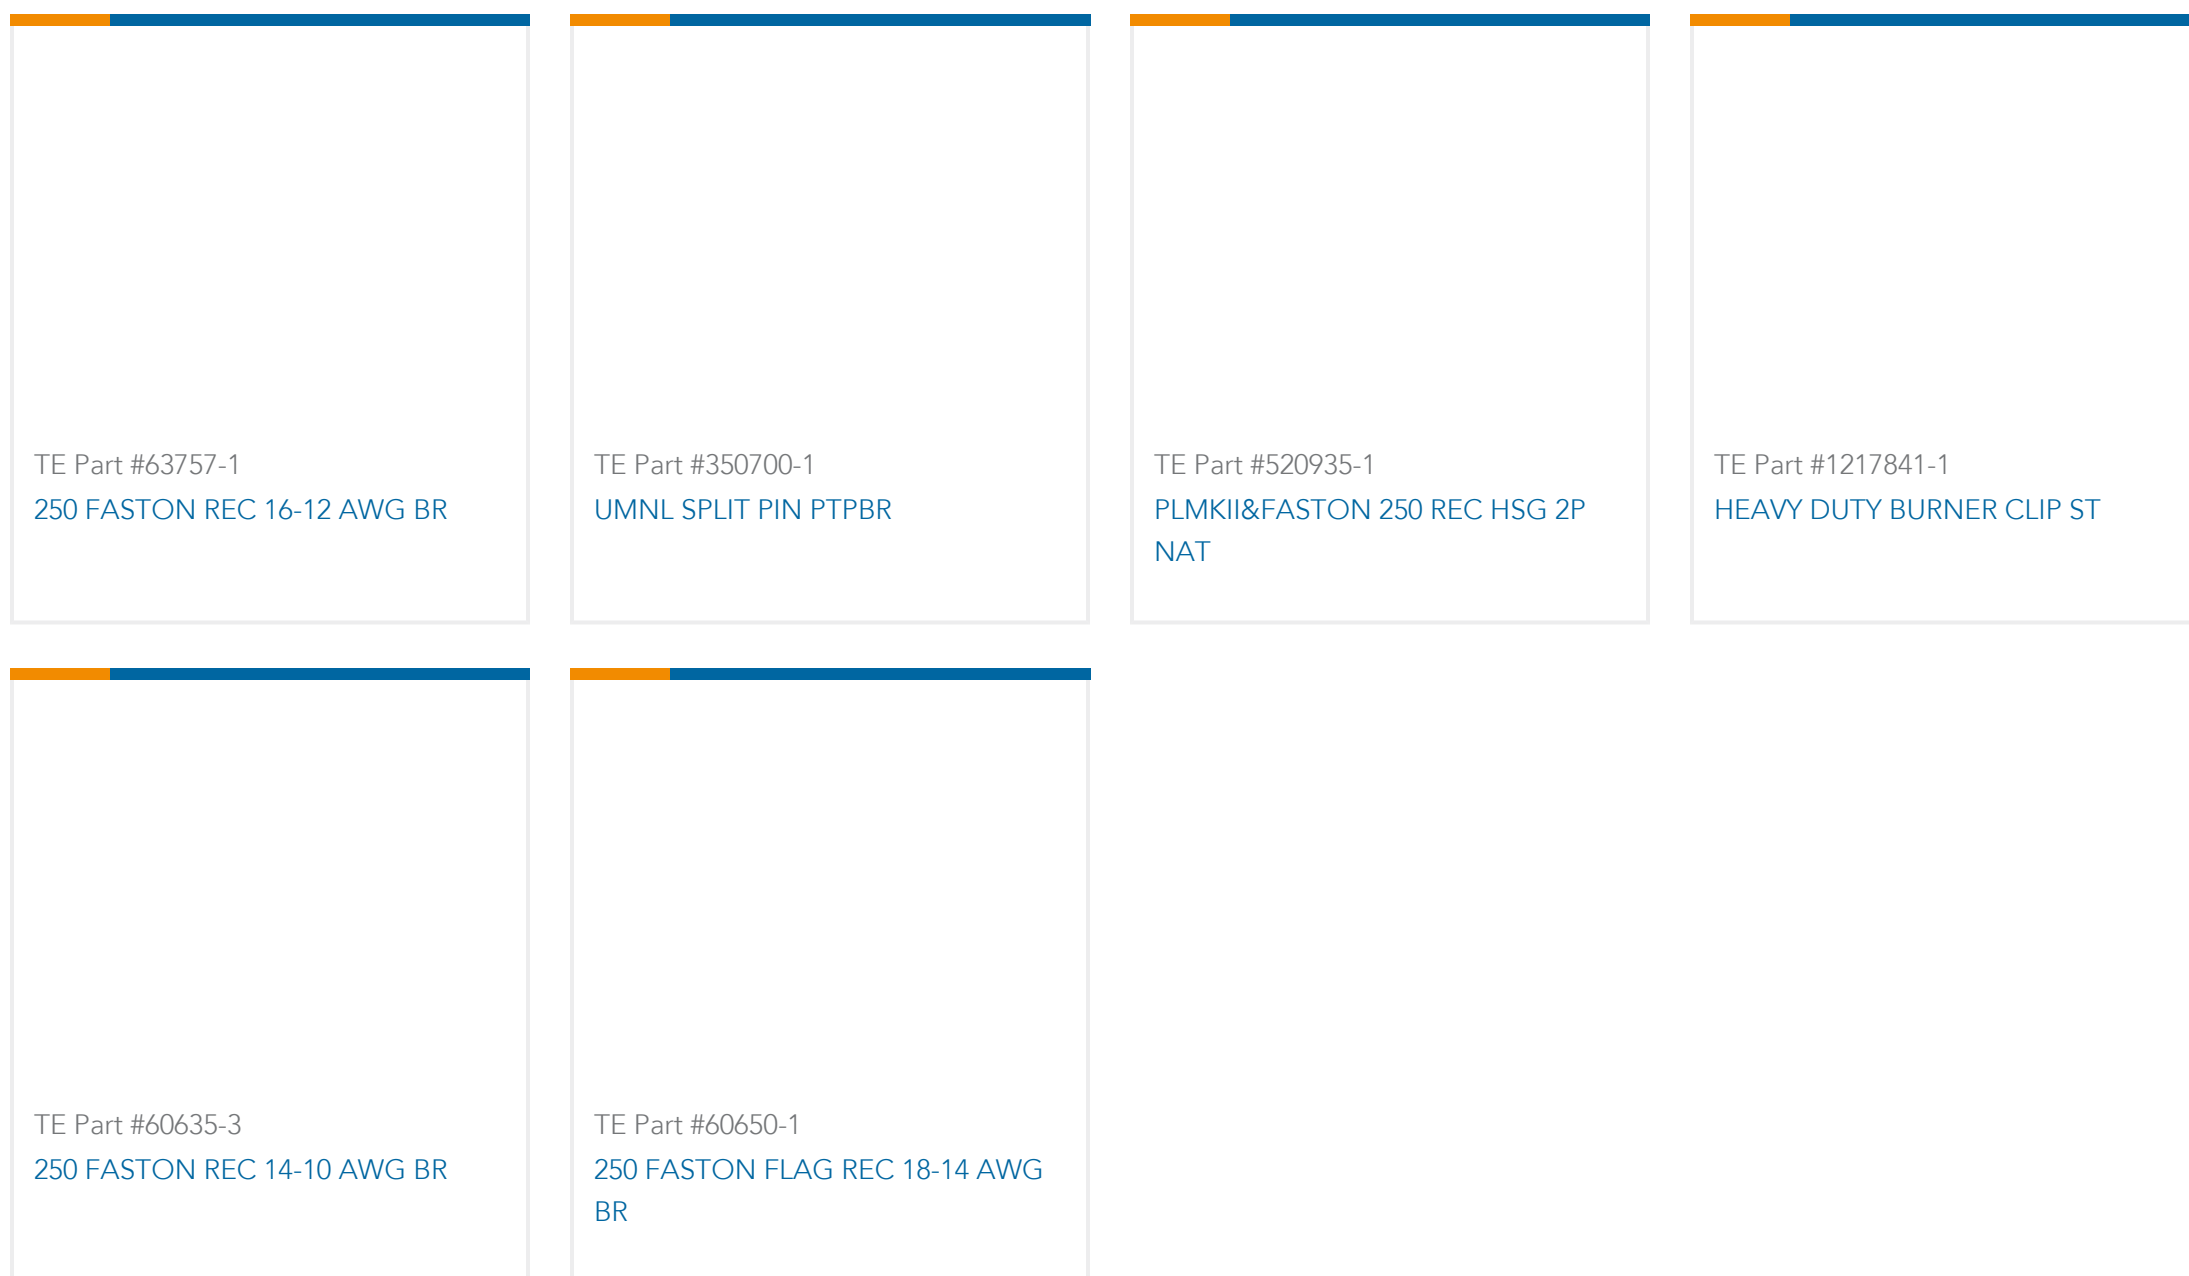 TE Part #63757-1
250 FASTON REC 16-12 AWG BR
TE Part #350700-1
UMNL SPLIT PIN PTPBR
TE Part #520935-1
PLMKII&FASTON 250 REC HSG 2P
NAT
TE Part #1217841-1
HEAVY DUTY BURNER CLIP ST
TE Part #60635-3
250 FASTON REC 14-10 AWG BR
TE Part #60650-1
250 FASTON FLAG REC 18-14 AWG
BR